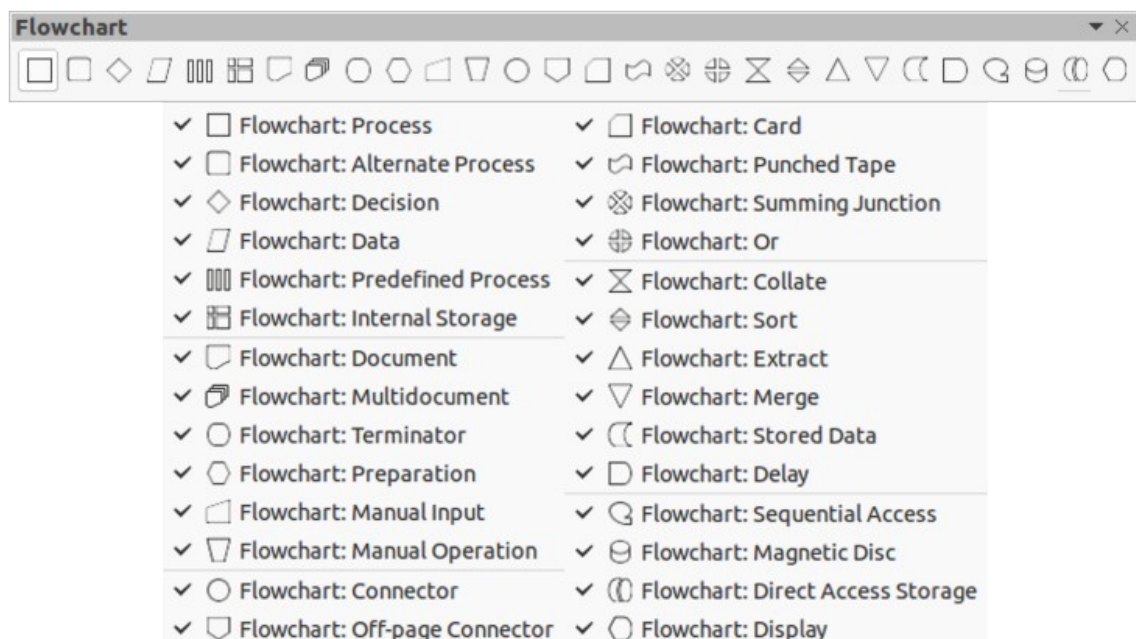 Flowchart
Flowchart: Process
Flowchart: Alternate Process
Flowchart: Decision
Flowchart: Data
Flowchart: Predefined Process
Flowchart: Internal Storage
Flowchart: Document
Flowchart: Multidocument
Flowchart: Terminator
Flowchart: Preparation
Flowchart: Manual Input
Flowchart: Manual Operation
Flowchart: Connector
Flowchart: Off-page Connector
Flowchart: Card
Flowchart: Punched Tape
Flowchart: Summing Junction
Flowchart: Or
Flowchart: Collate
Flowchart: Sort
Flowchart: Extract
Flowchart: Merge
Flowchart: Stored Data
Flowchart: Delay
Flowchart: Sequential Access
Flowchart: Magnetic Disc
Flowchart: Direct Access Storage
Flowchart: Display